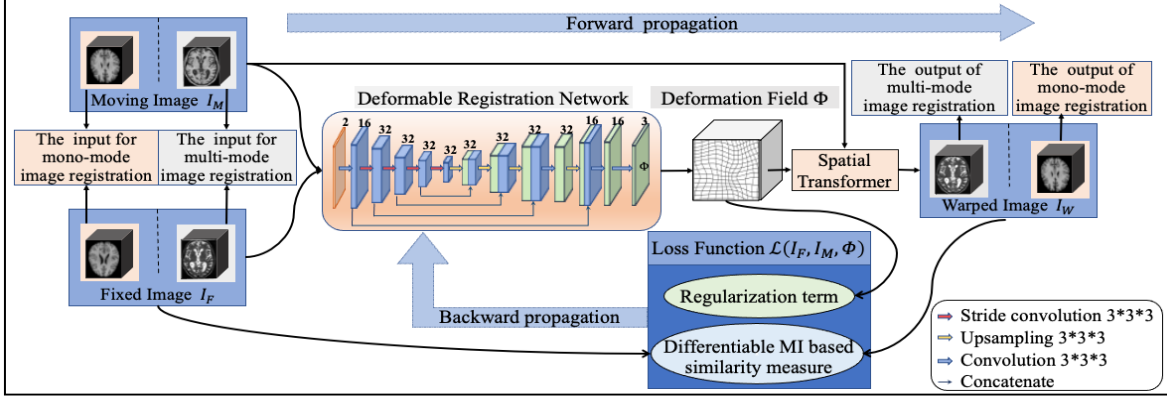 Forward propagation
Moving Image I_M
The input for
mono-mode
image registration
The input for
multi-mode
image registration
Fixed Image I_F
Deformable Registration Network
2 16 32 32 32 32 32 32 32 32 16 16 3
Φ
Deformation Field Φ
Spatial
Transformer
The output of
multi-mode
image registration
The output of
mono-mode
image registration
Warped Image I_W
Loss Function ℒ(I_F, I_M, Φ)
Regularization term
Differentiable MI based
similarity measure
Backward propagation
Stride convolution 3*3*3
Upsampling 3*3*3
Convolution 3*3*3
Concatenate